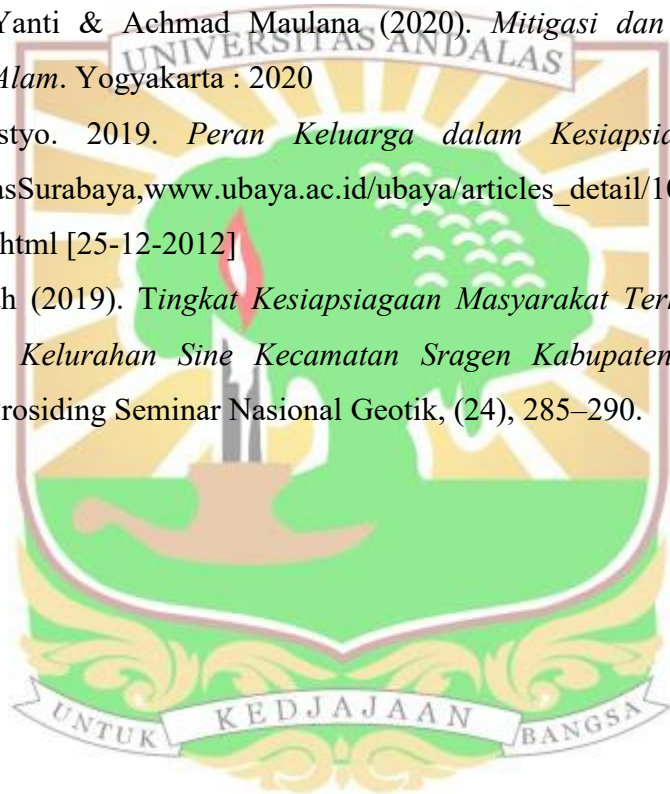 Yanti & Achmad Maulana (2020). Mitigasi dan
UNIVERSITAS ANDALAS
Alam. Yogyakarta : 2020
styo. 2019. Peran Keluarga dalam Kesiapsia
asSurabaya,www.ubaya.ac.id/ubaya/articles_detail/10
html [25-12-2012]
h (2019). Tingkat Kesiapsiagaan Masyarakat Ter
Kelurahan Sine Kecamatan Sragen Kabupaten
rosiding Seminar Nasional Geotik, (24), 285–290.
UNTUK KEDJAJAAN BANGSA